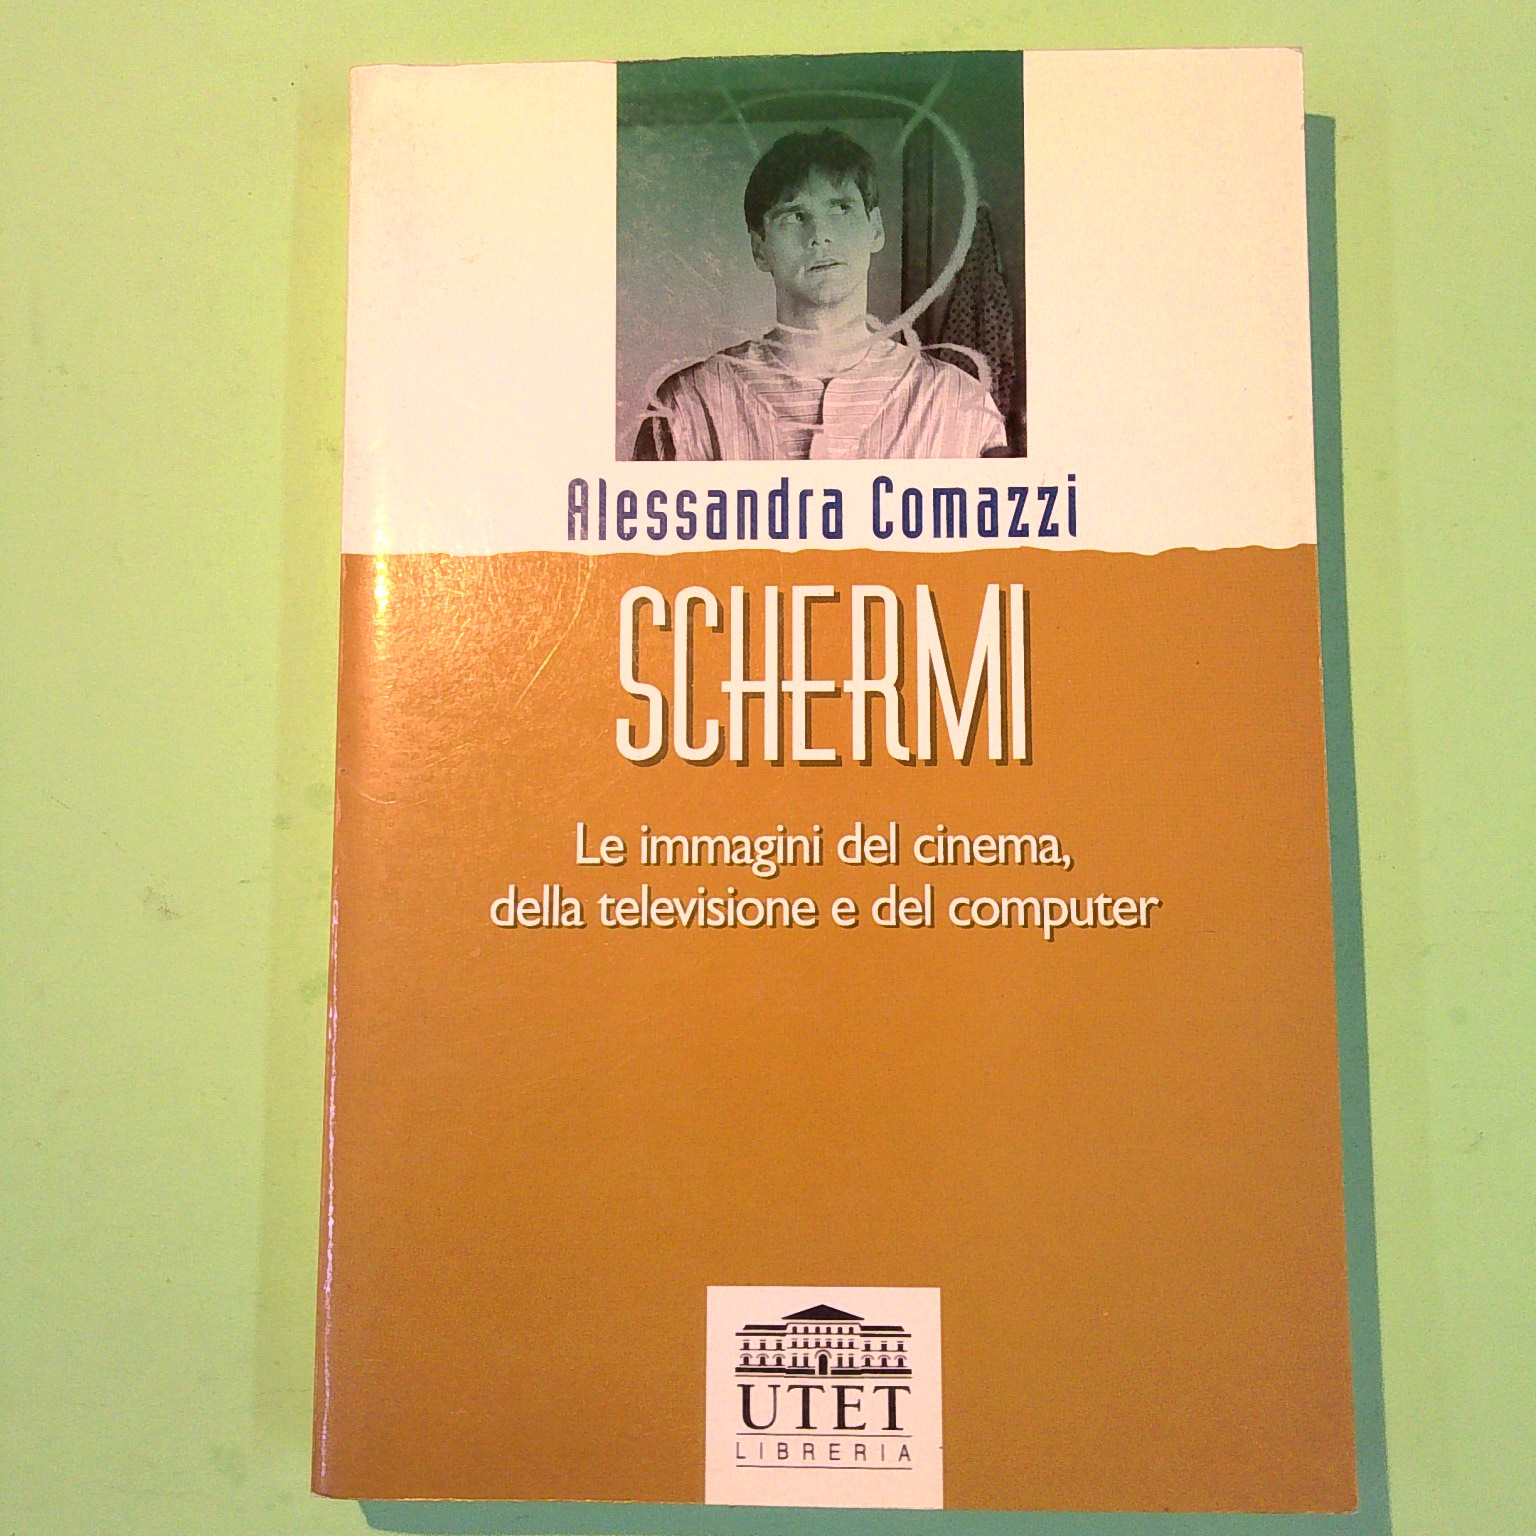 Alessandra Comazzi
SCHERMI
Le immagini del cinema,
della televisione e del computer
UTET
LIBRERIA